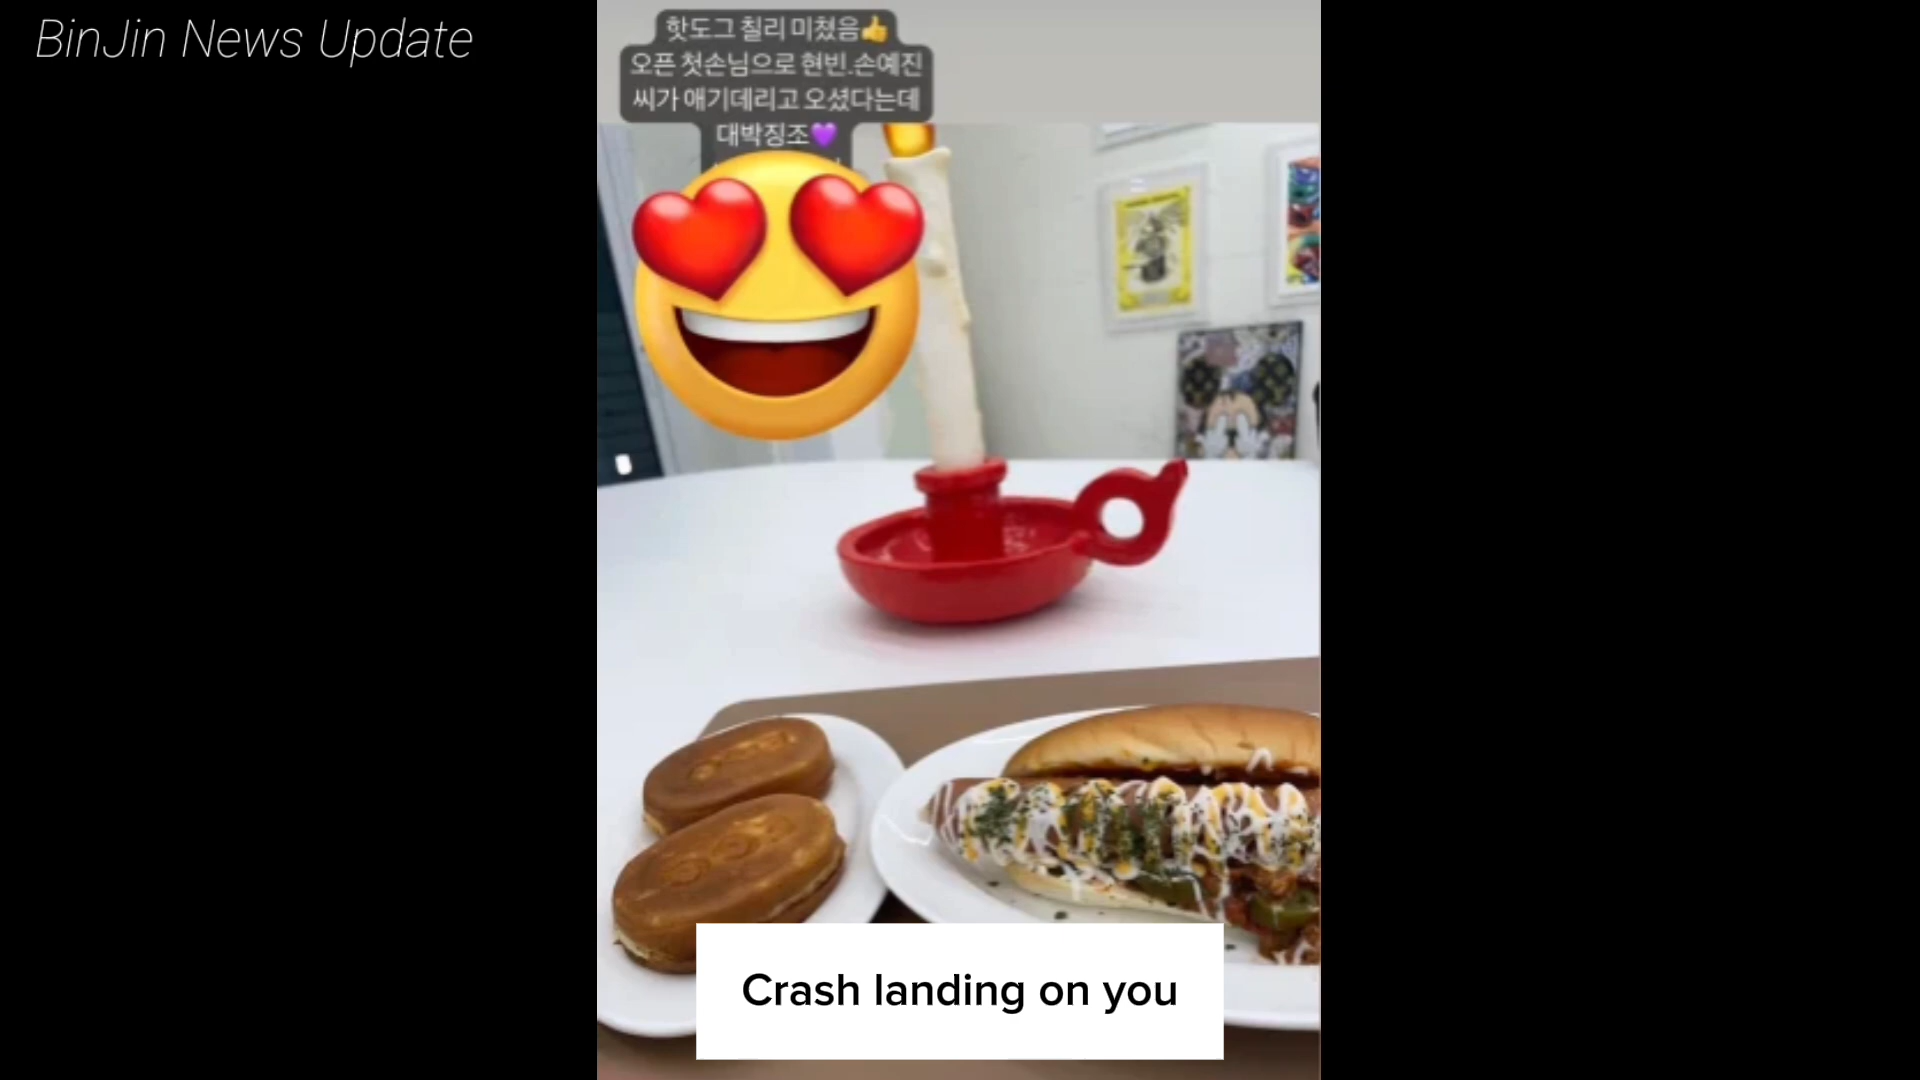 BinJin News Update
핫도그 칠리 미쳤음👍
오픈 첫손님으로 현빈.손예진
씨가 애기데리고 오셨다는데
대박징조💜
Crash landing on you